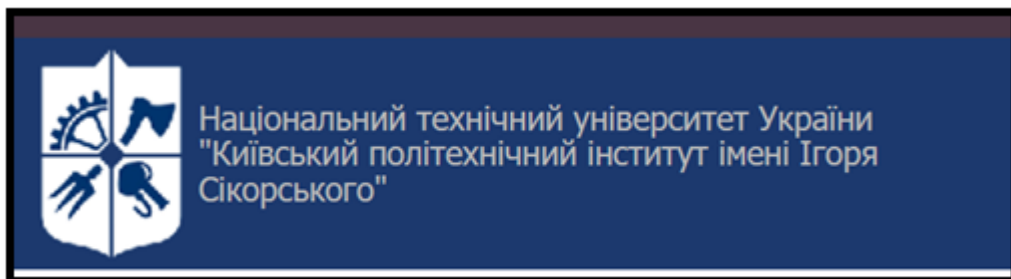 Національний технічний університет України
"Київський політехнічний інститут імені Ігоря
Сікорського"